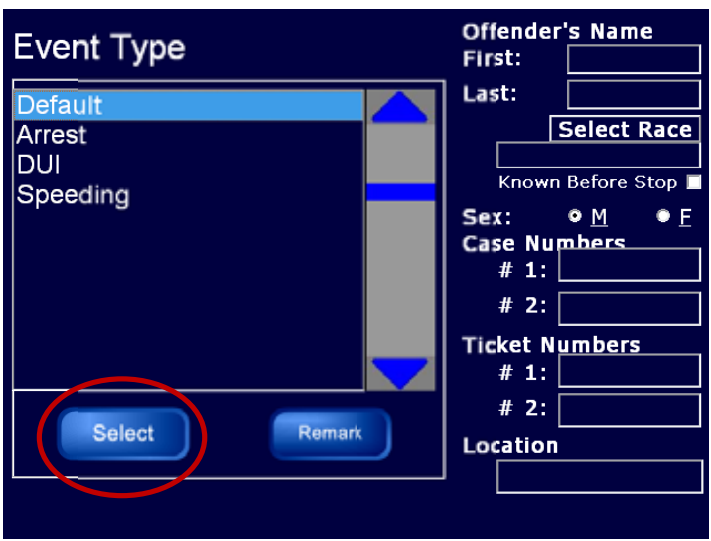 Event Type
Default
Arrest
DUI
Speeding
Select
Remark
Offender's Name
First:
Last:
Select Race
Known Before Stop
Sex: M F
Case Numbers
# 1:
# 2:
Ticket Numbers
# 1:
# 2:
Location